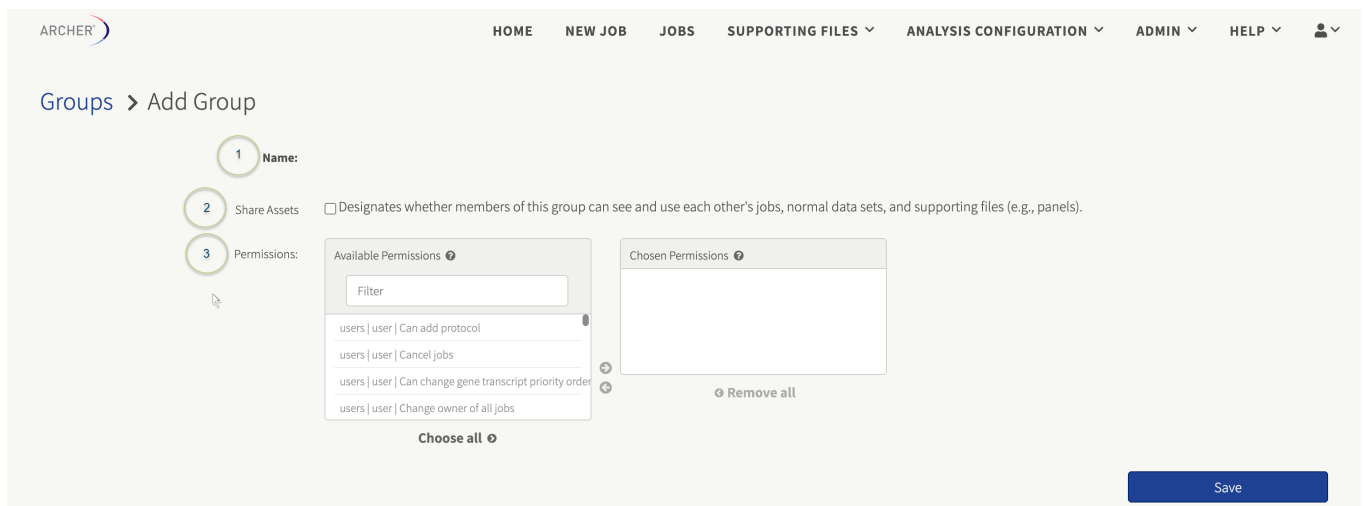 ARCHER® HOME NEW JOB JOBS SUPPORTING FILES ANALYSIS CONFIGURATION ADMIN HELP
Groups > Add Group
1 Name:
2 Share Assets Designates whether members of this group can see and use each other's jobs, normal data sets, and supporting files (e.g., panels).
3 Permissions:
Available Permissions ?
Filter
users | user | Can add protocol
users | user | Cancel jobs
users | user | Can change gene transcript priority order
users | user | Change owner of all jobs
Choose all
Chosen Permissions ?
Remove all
Save